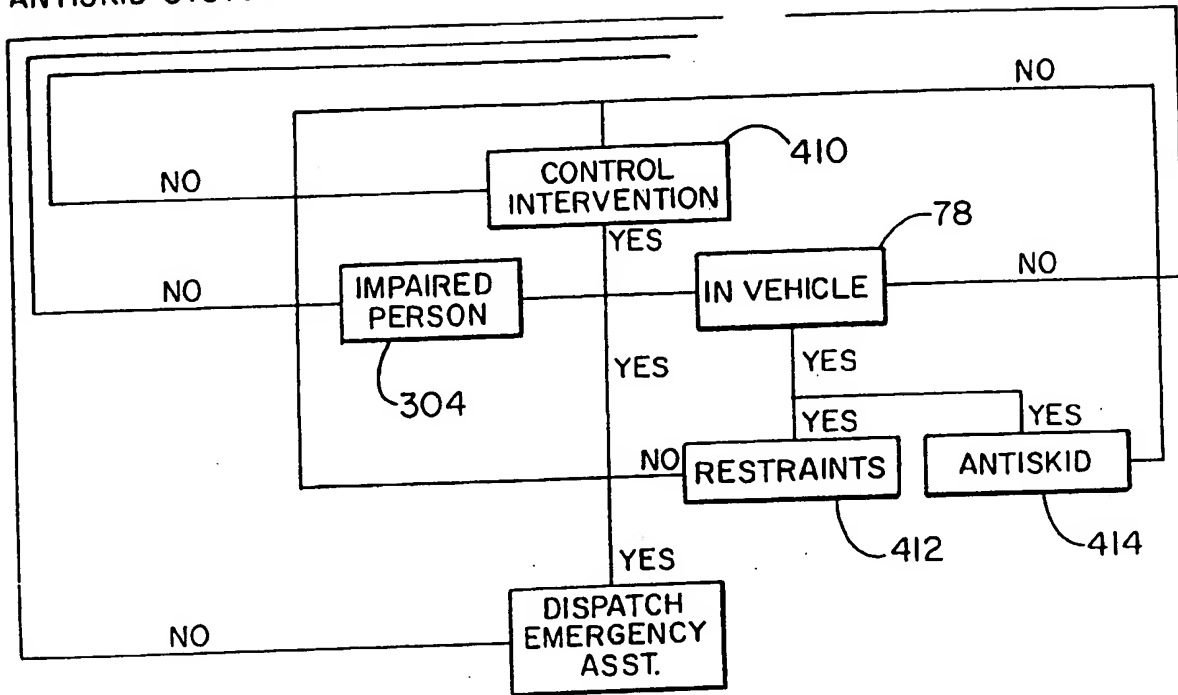 ANTISKID
NO
CONTROL
INTERVENTION
410
NO
YES
78
IMPAIRED
PERSON
NO
IN VEHICLE
NO
304
YES
YES
YES
YES
NO
RESTRAINTS
ANTISKID
412
414
YES
DISPATCH
EMERGENCY
ASST.
NO